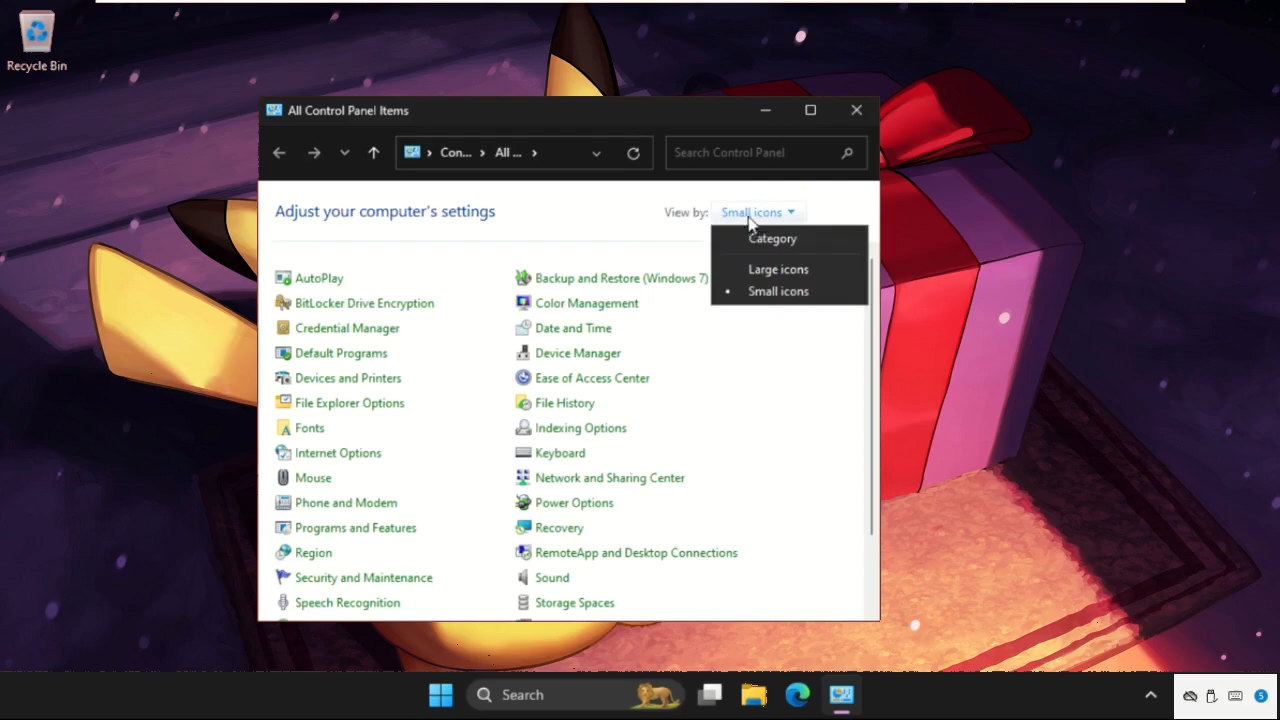 Recycle Bin
All Control Panel Items
Con... All ...
Search Control Panel
Adjust your computer's settings
View by: Small icons
Category
Large icons
Small icons
AutoPlay
Backup and Restore (Windows 7)
BitLocker Drive Encryption
Color Management
Credential Manager
Date and Time
Default Programs
Device Manager
Devices and Printers
Ease of Access Center
File Explorer Options
File History
Fonts
Indexing Options
Internet Options
Keyboard
Mouse
Network and Sharing Center
Phone and Modem
Power Options
Programs and Features
Recovery
Region
RemoteApp and Desktop Connections
Security and Maintenance
Sound
Speech Recognition
Storage Spaces
Search
5